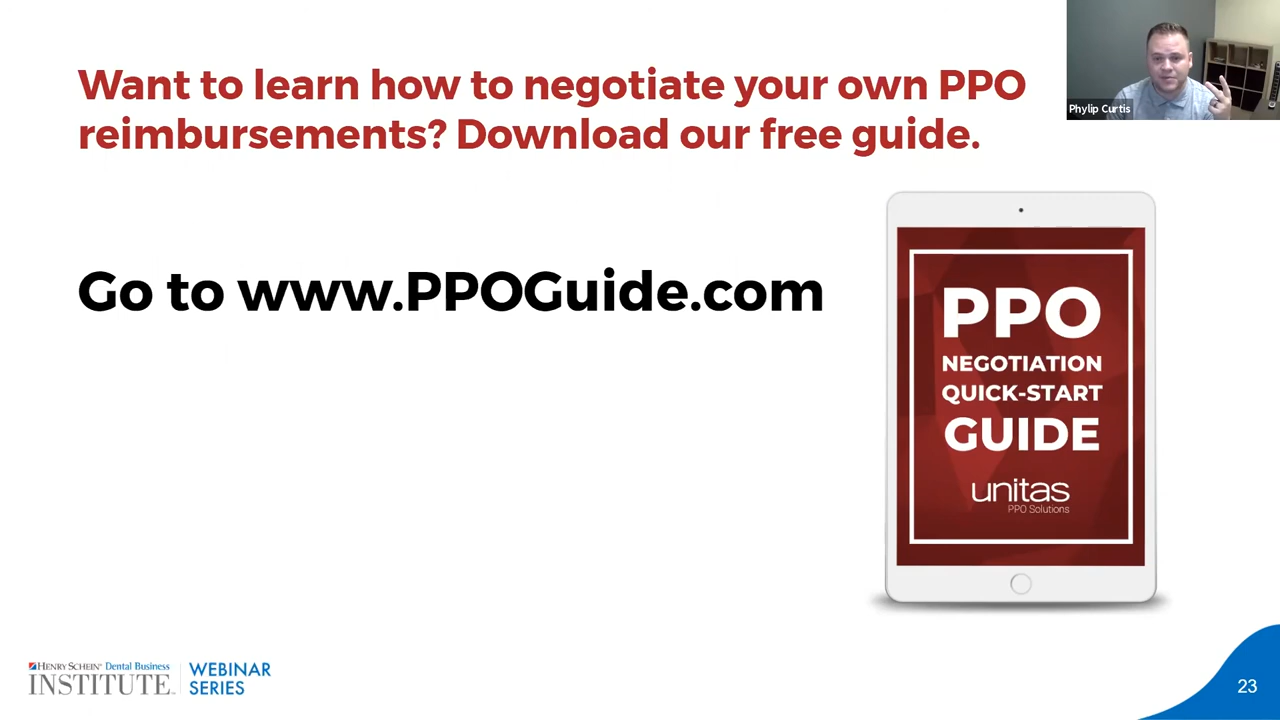 Want to learn how to negotiate your own PPO
reimbursements? Download our free guide.
Phylip Curtis
Go to www.PPOGuide.com
PPO
NEGOTIATION
QUICK-START
GUIDE
unitas
PPO Solutions
HENRY SCHEIN® Dental Business
INSTITUTE™
WEBINAR
SERIES
23